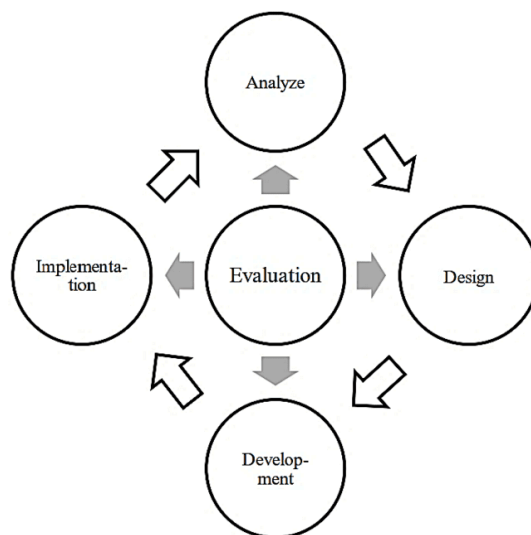 Analyze
Implementa-
tion
Evaluation
Design
Develop-
ment